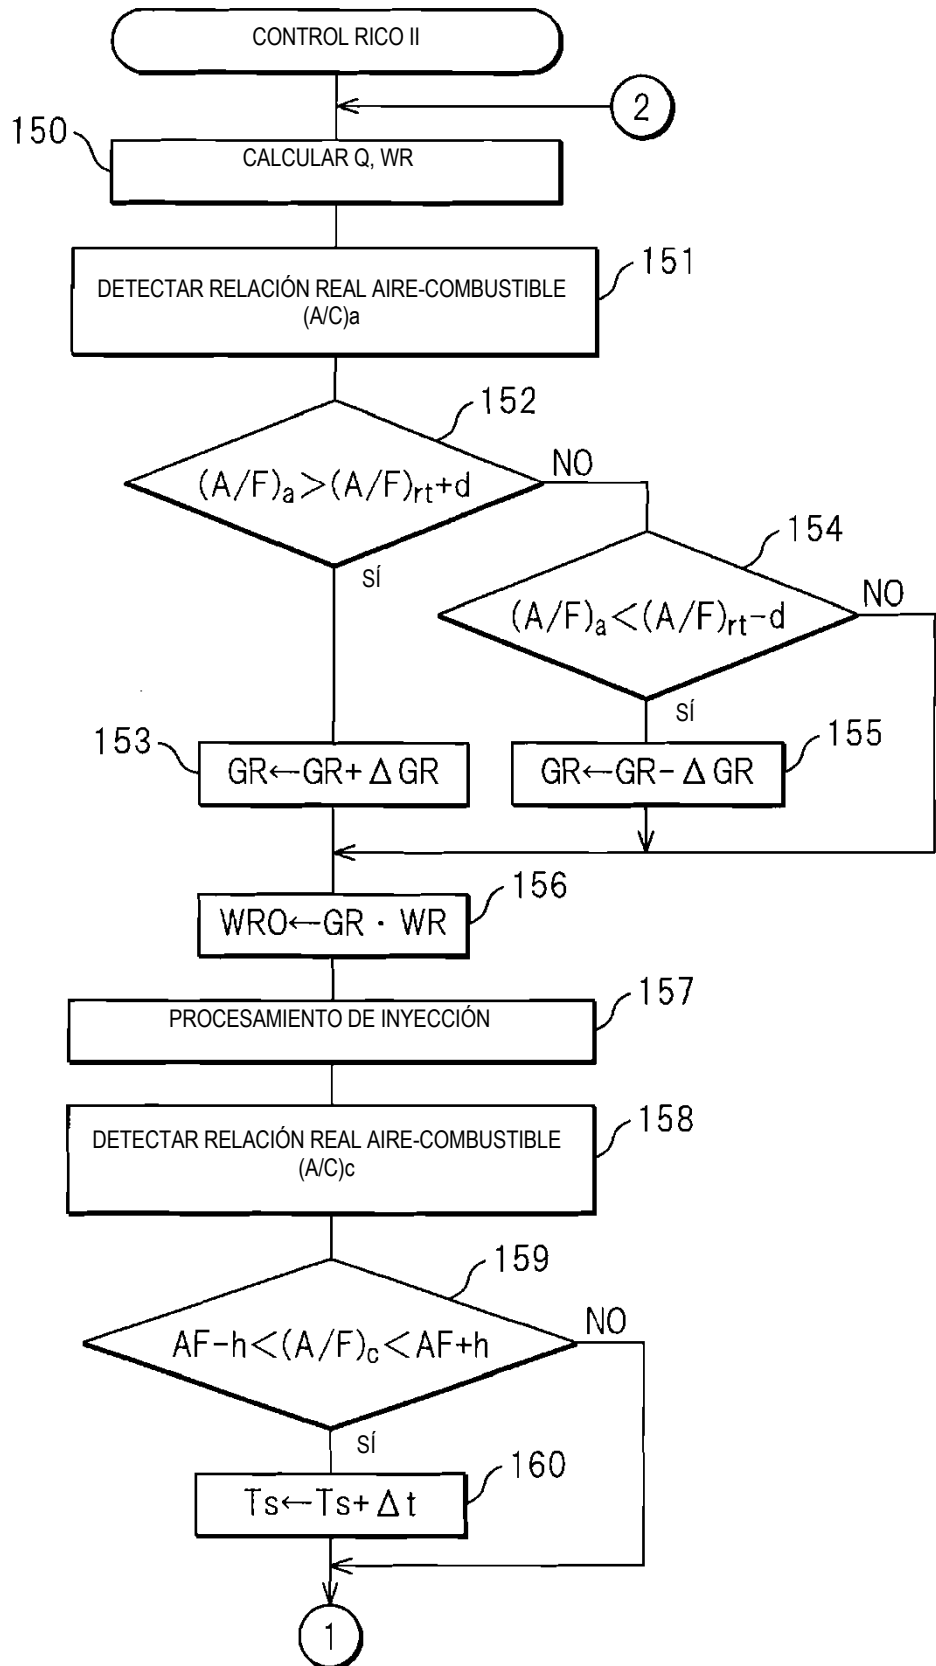 CONTROL RICO II
2
150
CALCULAR Q, WR
151
DETECTAR RELACIÓN REAL AIRE-COMBUSTIBLE
(A/C)a
152
(A/F)a>(A/F)rt+d
NO
SÍ
154
(A/F)a<(A/F)rt-d
NO
SÍ
153
GR←GR+ΔGR
155
GR←GR-ΔGR
156
WRO←GR · WR
157
PROCESAMIENTO DE INYECCIÓN
158
DETECTAR RELACIÓN REAL AIRE-COMBUSTIBLE
(A/C)c
159
AF-h<(A/F)c<AF+h
NO
SÍ
160
Ts←Ts+Δt
1